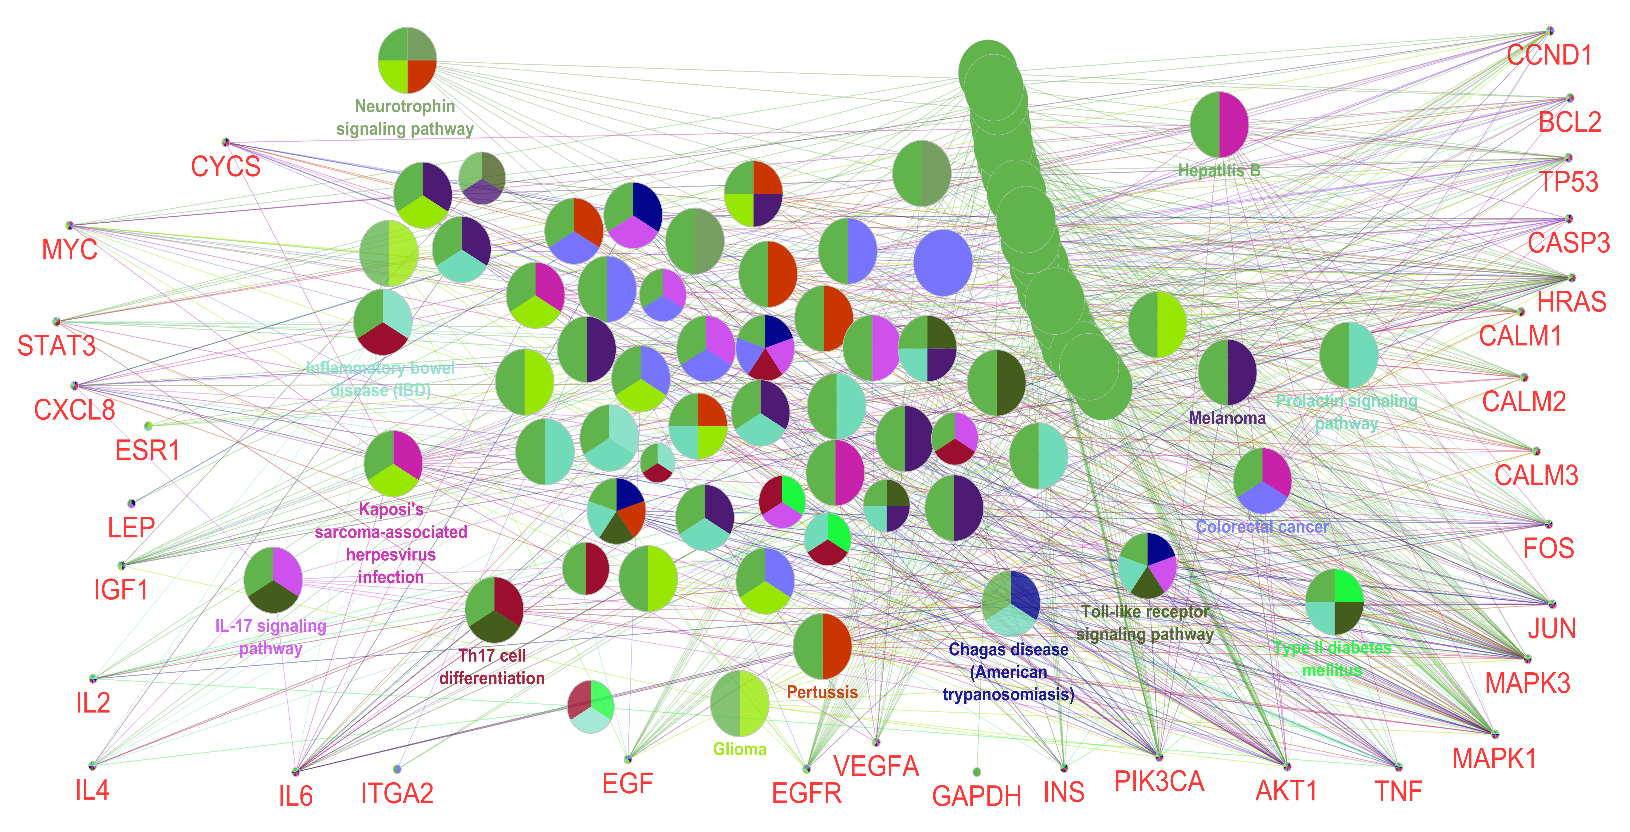 CCND1
Neurotrophin
signaling pathway
BCL2
CYCS
Hepatitis B
TP53
MYC
CASP3
HRAS
CALM1
STAT3
Inflammatory bowel
disease (IBD)
CXCL8
Melanoma
Prolactin signaling
pathway
CALM2
ESR1
CALM3
Kaposi's
sarcoma-associated
herpesvirus
infection
Colorectal cancer
LEP
FOS
IGF1
IL-17 signaling
pathway
Toll-like receptor
signaling pathway
JUN
Th17 cell
differentiation
Chagas disease
(American
trypanosomiasis)
Type II diabetes
mellitus
IL2
Pertussis
MAPK3
Glioma
MAPK1
IL4
IL6
ITGA2
EGF
EGFR
VEGFA
GAPDH
INS
PIK3CA
AKT1
TNF